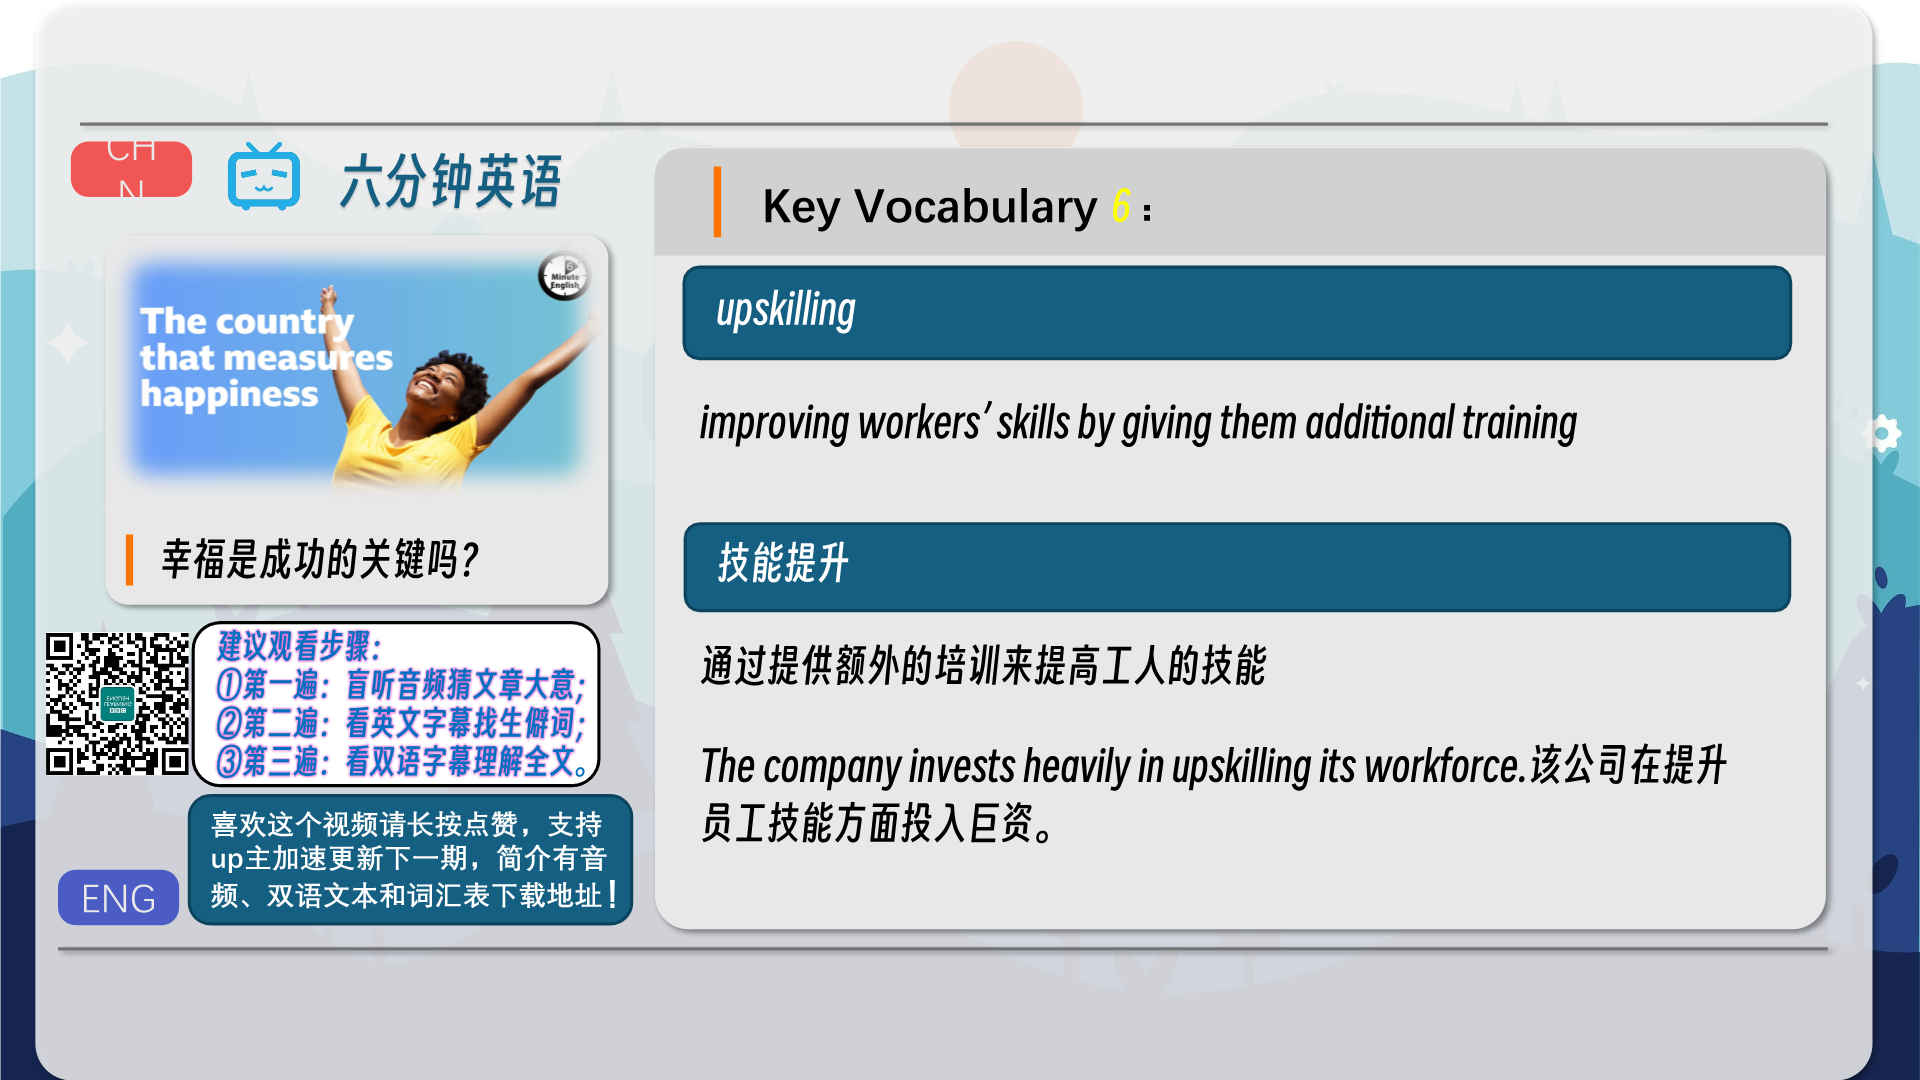 CH
N
六分钟英语
6
Minute
English
The country
that measures
happiness
幸福是成功的关键吗?
建议观看步骤:
①第一遍：盲听音频猜文章大意;
②第二遍：看英文字幕找生僻词;
③第三遍：看双语字幕理解全文。
喜欢这个视频请长按点赞，支持
up主加速更新下一期，简介有音
频、双语文本和词汇表下载地址！
ENG
Key Vocabulary 6：
upskilling
improving workers’ skills by giving them additional training
技能提升
通过提供额外的培训来提高工人的技能
The company invests heavily in upskilling its workforce.该公司在提升
员工技能方面投入巨资。